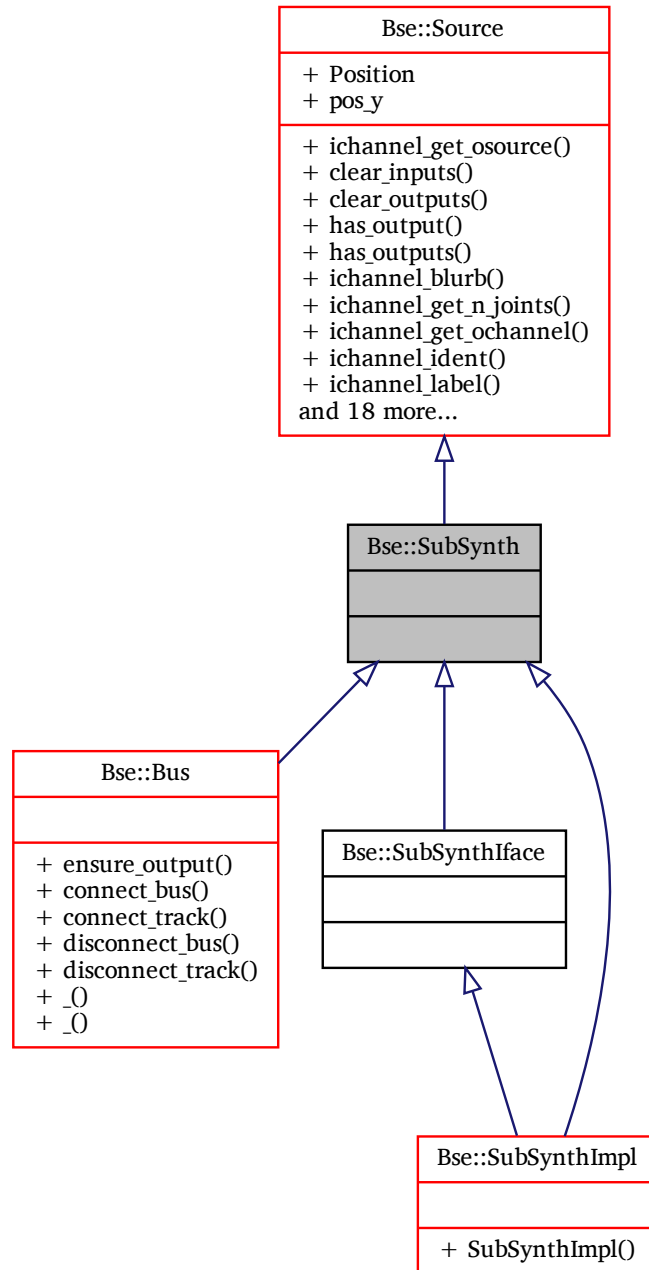 Bse::Source
+ Position
+ pos_y
+ ichannel_get_osource()
+ clear_inputs()
+ clear_outputs()
+ has_output()
+ has_outputs()
+ ichannel_blurb()
+ ichannel_get_n_joints()
+ ichannel_get_ochannel()
+ ichannel_ident()
+ ichannel_label()
and 18 more...
Bse::SubSynth
Bse::Bus
+ ensure_output()
+ connect_bus()
+ connect_track()
+ disconnect_bus()
+ disconnect_track()
+ _()
+ _()
Bse::SubSynthIface
Bse::SubSynthImpl
+ SubSynthImpl()